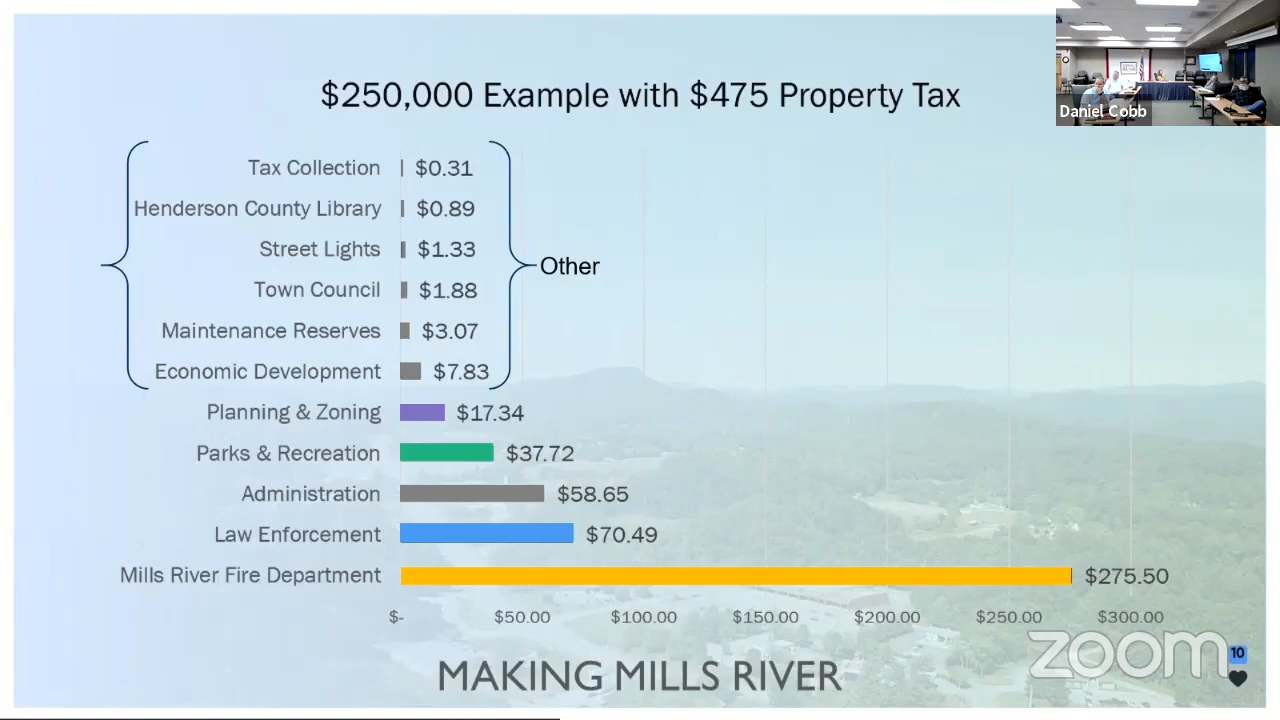 $250,000 Example with $475 Property Tax
Daniel Cobb
Tax Collection $0.31
Henderson County Library $0.89
Street Lights $1.33
Other
Town Council $1.88
Maintenance Reserves $3.07
Economic Development $7.83
Planning & Zoning $17.34
Parks & Recreation $37.72
Administration $58.65
Law Enforcement $70.49
Mills River Fire Department $275.50
$- $50.00 $100.00 $150.00 $200.00 $250.00 $300.00
MAKING MILLS RIVER
zoom
10